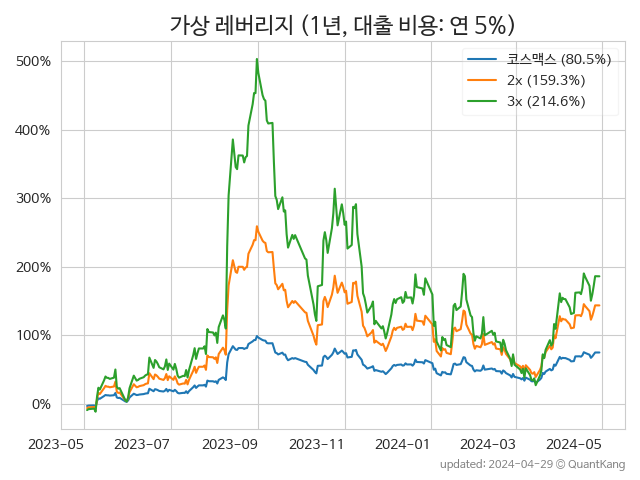 가상 레버리지 (1년, 대출 비용: 연 5%)
500%
400%
300%
200%
100%
0%
코스맥스 (80.5%)
2x (159.3%)
3x (214.6%)
2023-05 2023-07 2023-09 2023-11 2024-01 2024-03 2024-05
updated: 2024-04-29 © QuantKang